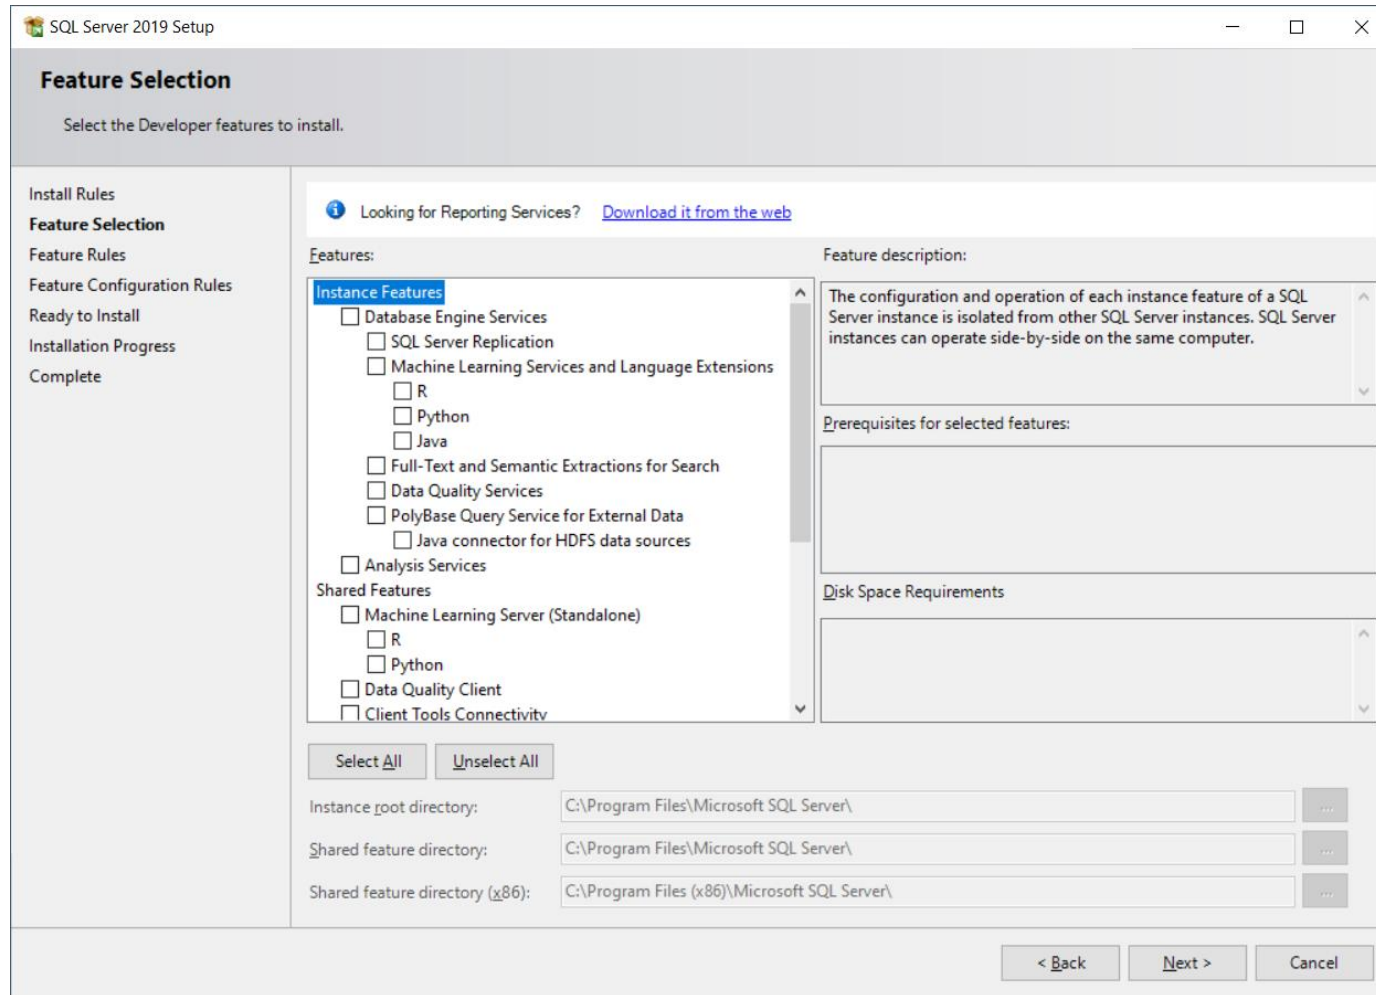 SQL Server 2019 Setup
Feature Selection
Select the Developer features to install.
Install Rules
Feature Selection
Feature Rules
Feature Configuration Rules
Ready to Install
Installation Progress
Complete
Looking for Reporting Services? Download it from the web
Features:
Instance Features
Database Engine Services
SQL Server Replication
Machine Learning Services and Language Extensions
R
Python
Java
Full-Text and Semantic Extractions for Search
Data Quality Services
PolyBase Query Service for External Data
Java connector for HDFS data sources
Analysis Services
Shared Features
Machine Learning Server (Standalone)
R
Python
Data Quality Client
Client Tools Connectivity
Feature description:
The configuration and operation of each instance feature of a SQL
Server instance is isolated from other SQL Server instances. SQL Server
instances can operate side-by-side on the same computer.
Prerequisites for selected features:
Disk Space Requirements
Select All
Unselect All
Instance root directory:
C:\Program Files\Microsoft SQL Server\
...
Shared feature directory:
C:\Program Files\Microsoft SQL Server\
...
Shared feature directory (x86):
C:\Program Files (x86)\Microsoft SQL Server\
...
< Back
Next >
Cancel